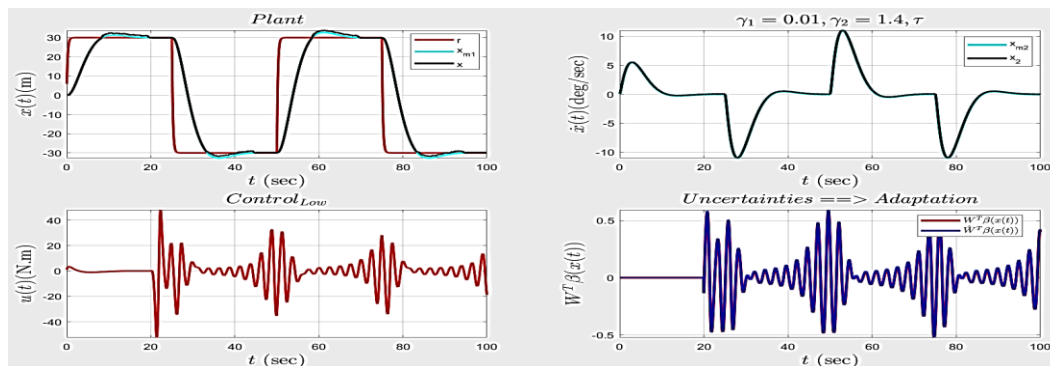 Plant
x(t)(m)
30
20
10
0
-10
-20
-30
r
x_m1
x
0 20 40 60 80 100
t (sec)
γ₁ = 0.01, γ₂ = 1.4, τ
ẋ(t)(deg/sec)
10
5
0
-5
-10
x_m2
x_2
0 20 40 60 80 100
t (sec)
Control_Low
u(t)(N.m)
40
20
0
-20
-40
0 20 40 60 80 100
t (sec)
Uncertainties ==> Adaptation
W^T β(x(t))
0.5
0
-0.5
W^T β(x(t))
Ŵ^T β(x(t))
0 20 40 60 80 100
t (sec)